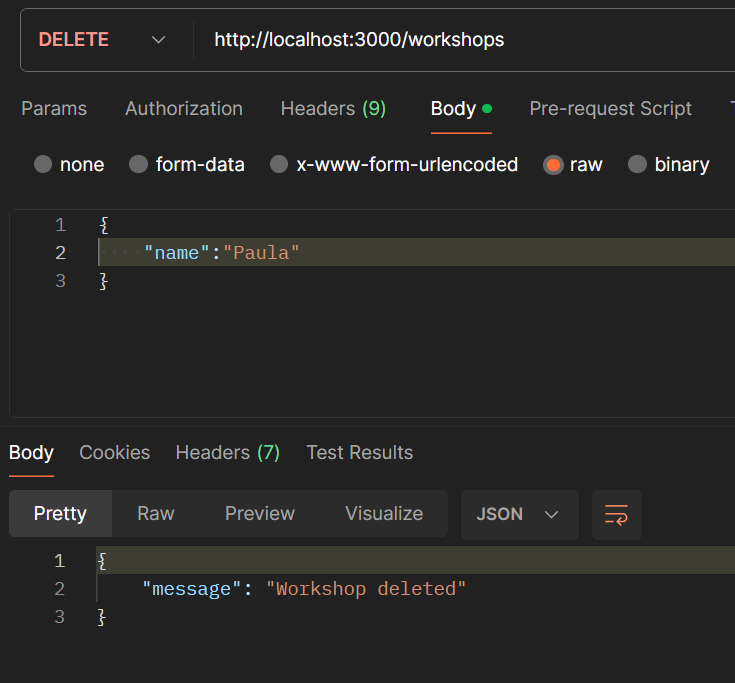 DELETE http://localhost:3000/workshops
Params Authorization Headers (9) Body Pre-request Script
none form-data x-www-form-urlencoded raw binary
1 {
2 "name":"Paula"
3 }
Body Cookies Headers (7) Test Results
Pretty Raw Preview Visualize JSON
1 {
2 "message": "Workshop deleted"
3 }